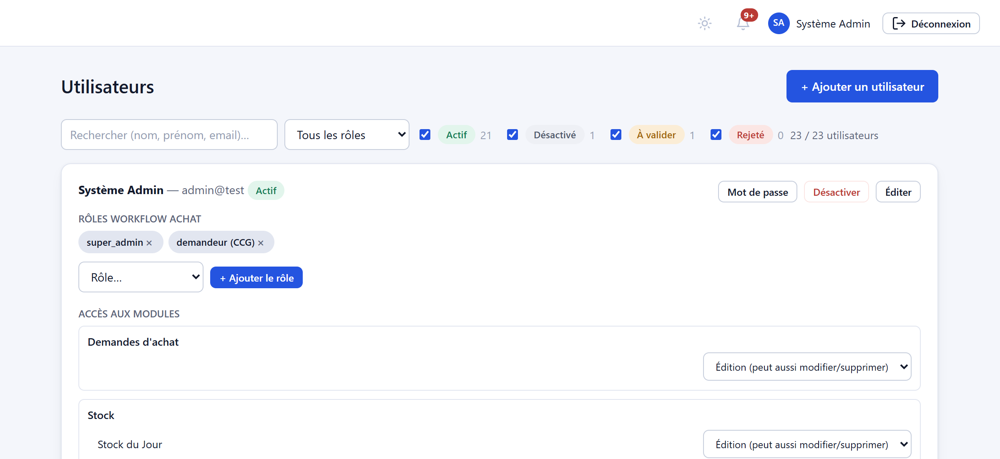 9+
SA Système Admin Déconnexion
Utilisateurs
+ Ajouter un utilisateur
Rechercher (nom, prénom, email)... Tous les rôles Actif 21 Désactivé 1 À valider 1 Rejeté 0 23 / 23 utilisateurs
Système Admin — admin@test Actif
Mot de passe Désactiver Éditer
RÔLES WORKFLOW ACHAT
super_admin × demandeur (CCG) ×
Rôle... + Ajouter le rôle
ACCÈS AUX MODULES
Demandes d'achat
Édition (peut aussi modifier/supprimer)
Stock
Stock du Jour Édition (peut aussi modifier/supprimer)